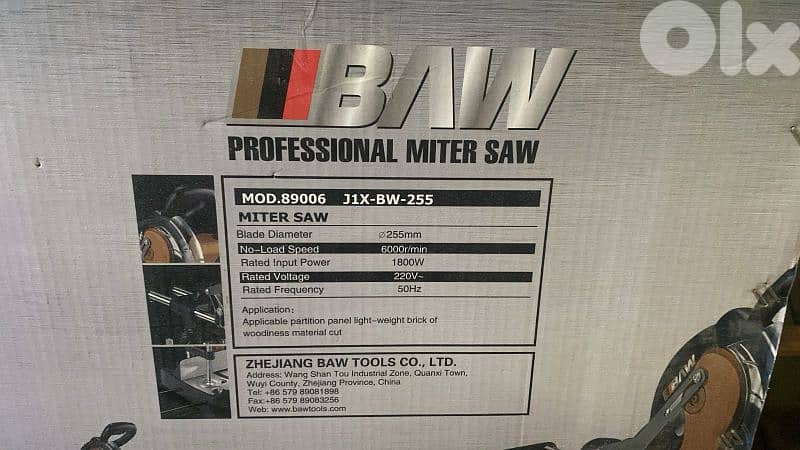 Olx
BAW
PROFESSIONAL MITER SAW
MOD.89006 J1X-BW-255
MITER SAW
Blade Diameter ⌀255mm
No-Load Speed 6000r/min
Rated Input Power 1800W
Rated Voltage 220V~
Rated Frequency 50Hz
Application:
Applicable partition panel light-weight brick of
woodiness material cut
ZHEJIANG BAW TOOLS CO., LTD.
Address: Wang Shan Tou Industrial Zone, Quanxi Town,
Wuyi County, Zhejiang Province, China
Tel: +86 579 89081898
Fax:+86 579 89083256
Web: www.bawtools.com
BAW